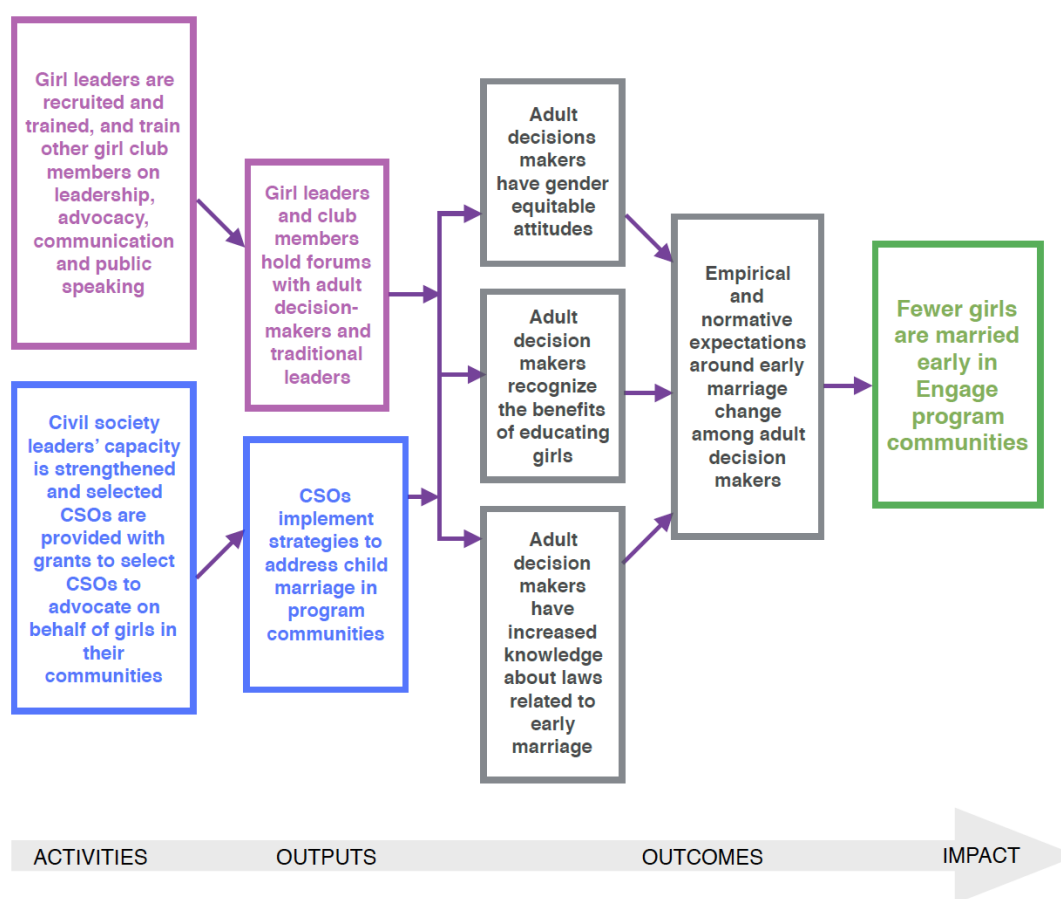 Girl leaders are
recruited and
trained, and train
other girl club
members on
leadership,
advocacy,
communication
and public
speaking
Civil society
leaders’ capacity
is strengthened
and selected
CSOs are
provided with
grants to select
CSOs to
advocate on
behalf of girls in
their
communities
Girl leaders
and club
members
hold forums
with adult
decision-
makers and
traditional
leaders
CSOs
implement
strategies to
address child
marriage in
program
communities
Adult
decisions
makers
have gender
equitable
attitudes
Adult
decision
makers
recognize
the benefits
of educating
girls
Adult
decision
makers
have
increased
knowledge
about laws
related to
early
marriage
Empirical
and
normative
expectations
around early
marriage
change
among adult
decision
makers
Fewer girls
are married
early in
Engage
program
communities
ACTIVITIES
OUTPUTS
OUTCOMES
IMPACT